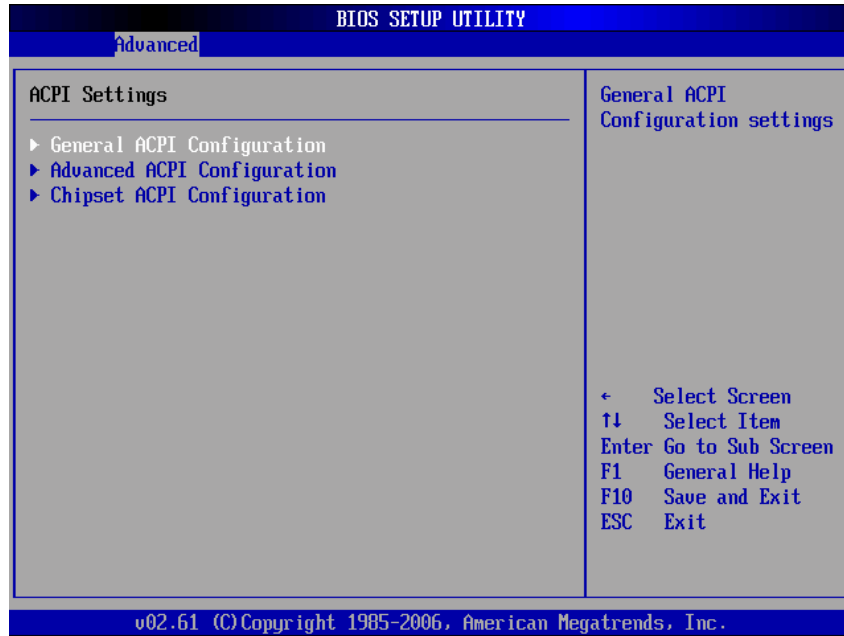 BIOS SETUP UTILITY
Advanced
ACPI Settings
▶ General ACPI Configuration
▶ Advanced ACPI Configuration
▶ Chipset ACPI Configuration
General ACPI
Configuration settings
← Select Screen
↑↓ Select Item
Enter Go to Sub Screen
F1 General Help
F10 Save and Exit
ESC Exit
v02.61 (C)Copyright 1985-2006, American Megatrends, Inc.